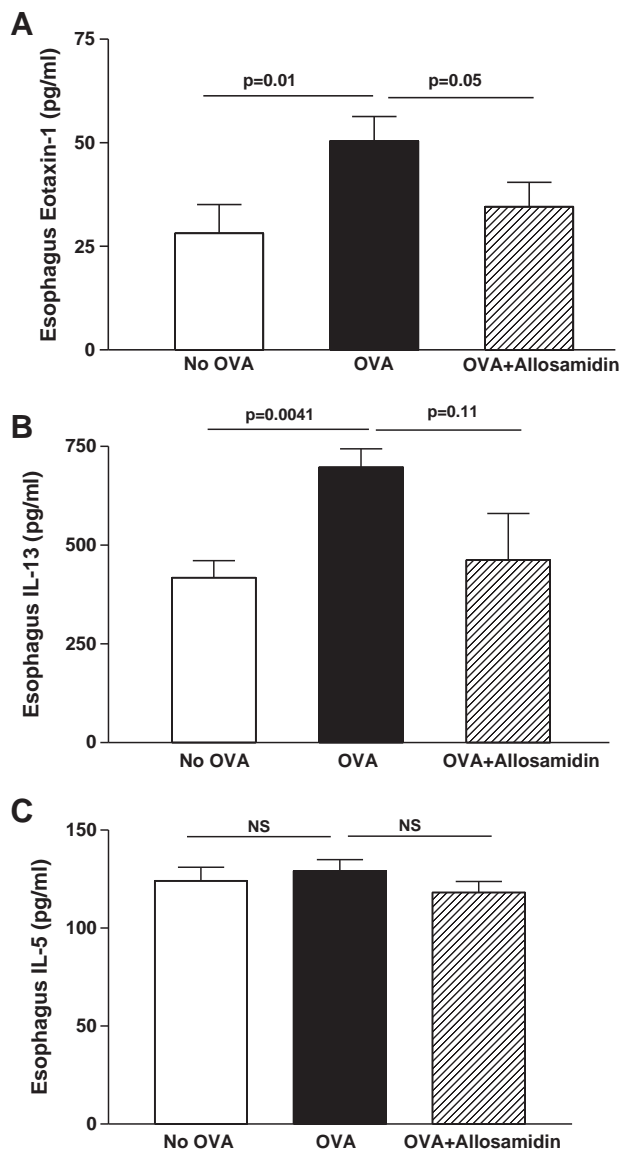 A
Esophagus Eotaxin-1 (pg/ml)
75
50
25
0
p=0.01
p=0.05
No OVA
OVA
OVA+Allosamidin
B
Esophagus IL-13 (pg/ml)
750
500
250
0
p=0.0041
p=0.11
No OVA
OVA
OVA+Allosamidin
C
Esophagus IL-5 (pg/ml)
150
100
50
0
NS
NS
No OVA
OVA
OVA+Allosamidin